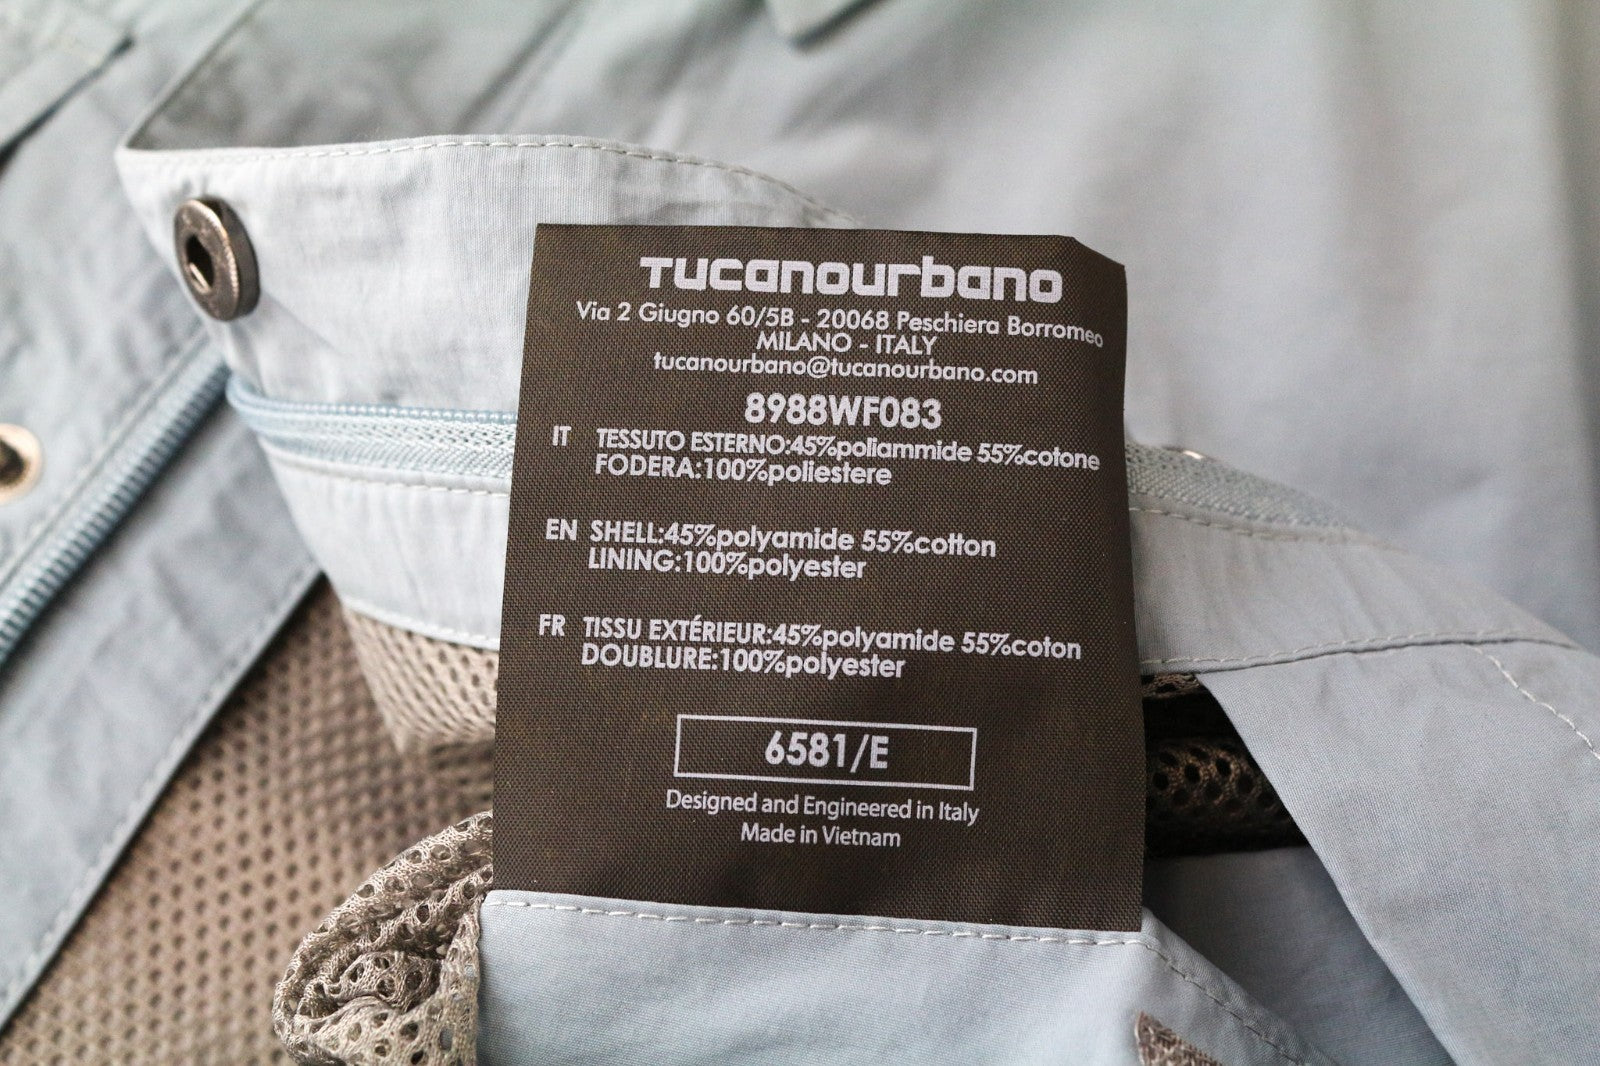 TUCANOURBANO
Via 2 Giugno 60/5B - 20068 Peschiera Borromeo
MILANO - ITALY
tucanourbano@tucanourbano.com
8988WF083
IT TESSUTO ESTERNO:45%poliammide 55%cotone
FODERA:100%poliestere
EN SHELL:45%polyamide 55%cotton
LINING:100%polyester
FR TISSU EXTÉRIEUR:45%polyamide 55%coton
DOUBLURE:100%polyester
6581/E
Designed and Engineered in Italy
Made in Vietnam